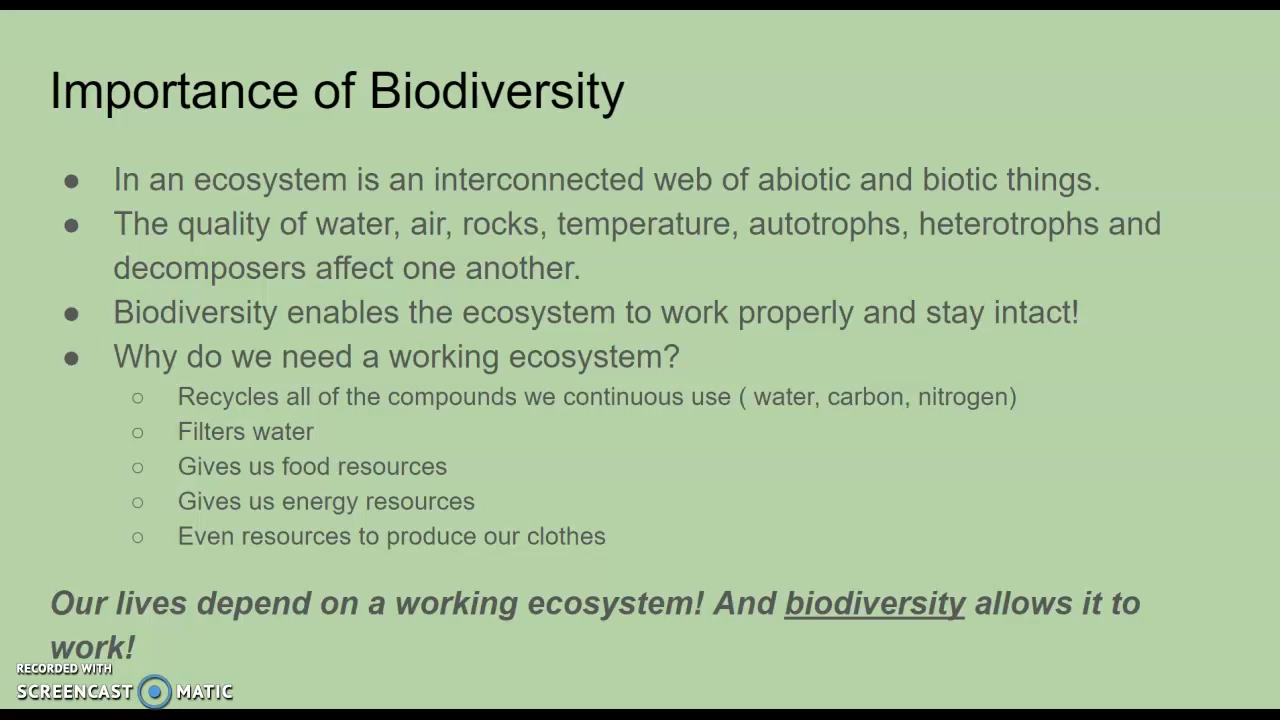 Importance of Biodiversity
● In an ecosystem is an interconnected web of abiotic and biotic things.
● The quality of water, air, rocks, temperature, autotrophs, heterotrophs and
decomposers affect one another.
● Biodiversity enables the ecosystem to work properly and stay intact!
● Why do we need a working ecosystem?
○ Recycles all of the compounds we continuous use ( water, carbon, nitrogen)
○ Filters water
○ Gives us food resources
○ Gives us energy resources
○ Even resources to produce our clothes
Our lives depend on a working ecosystem! And biodiversity allows it to
work!
RECORDED WITH
SCREENCAST MATIC